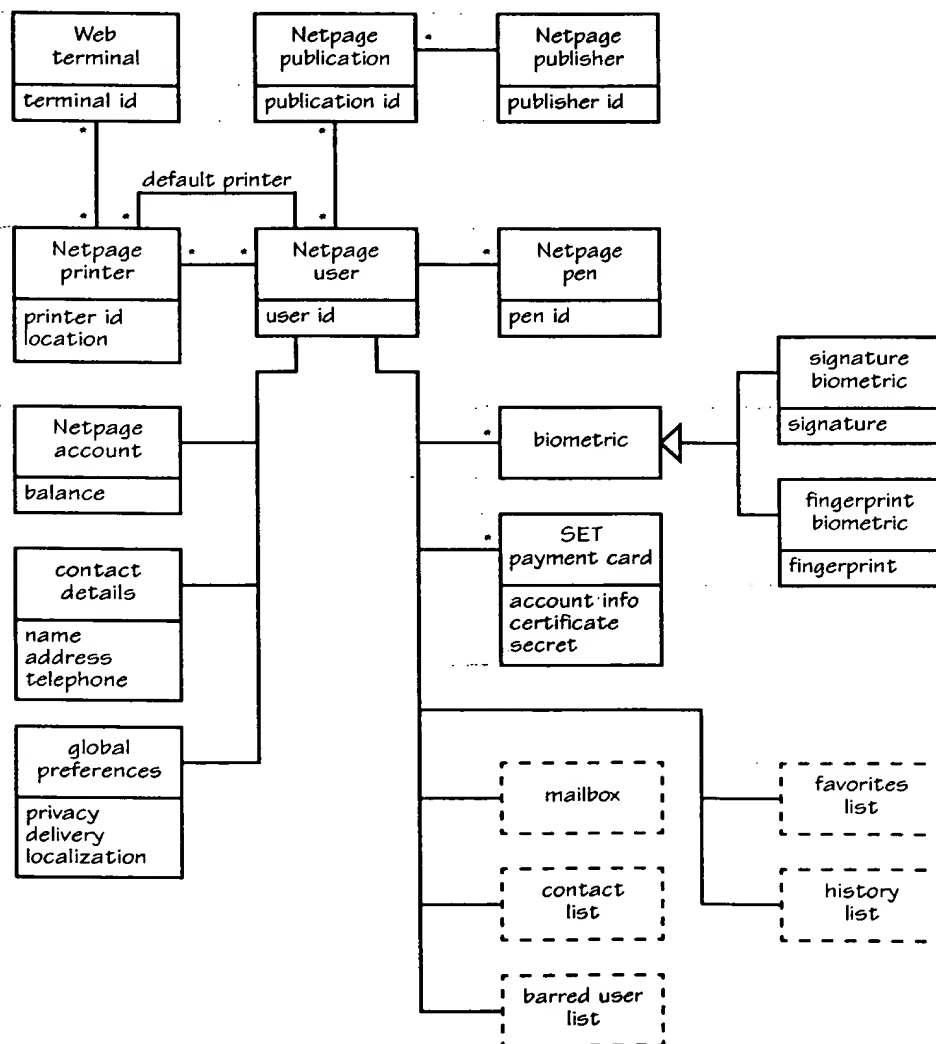 Web
terminal
terminal id
Netpage
publication
publication id
*
Netpage
publisher
publisher id
*
*
default printer
*
*
*
Netpage
printer
printer id
location
*
*
Netpage
user
user id
*
Netpage
pen
pen id
signature
biometric
signature
Netpage
account
balance
*
biometric
fingerprint
biometric
fingerprint
*
SET
payment card
account info
certificate
secret
contact
details
name
address
telephone
global
preferences
privacy
delivery
localization
mailbox
favorites
list
contact
list
history
list
barred user
list